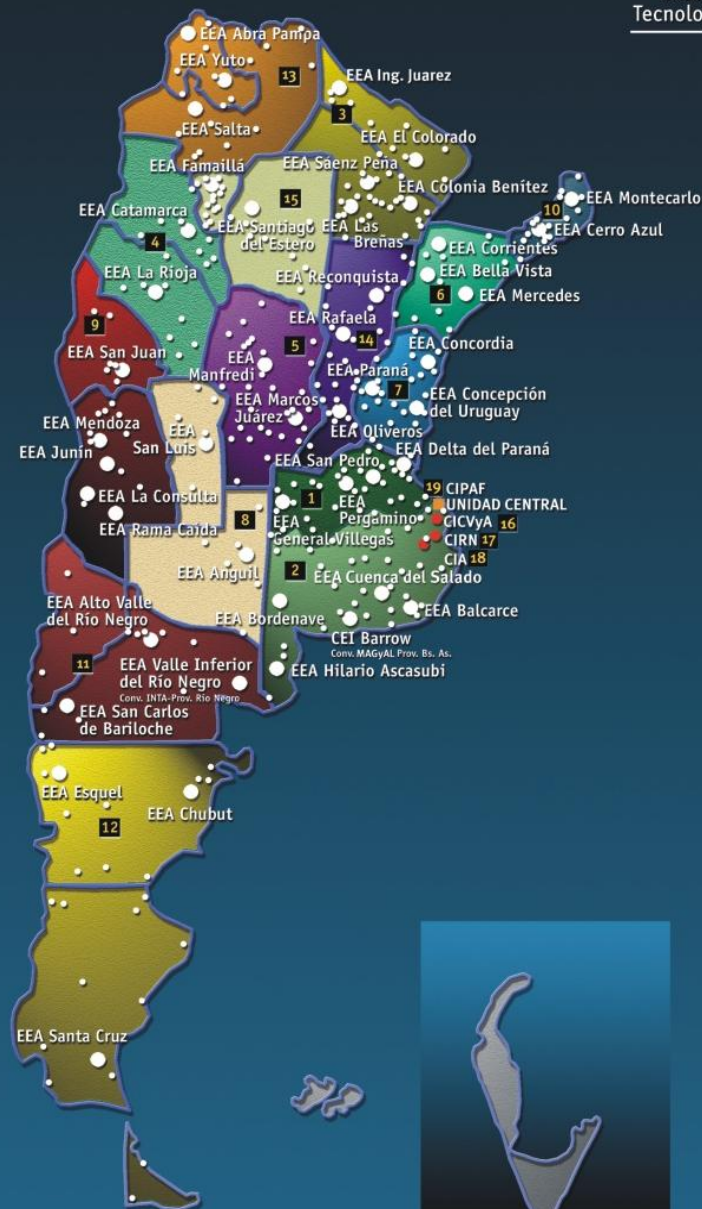 Tecnolo
EEA Abra Pampa
EEA Yuto
13
EEA Ing. Juarez
3
EEA Salta
EEA El Colorado
EEA Famaillá
EEA Sáenz Peña
15
EEA Colonia Benítez
10
EEA Montecarlo
EEA Catamarca
EEA Santiago
del Estero
EEA Las
Breñas
EEA Cerro Azul
4
EEA Corrientes
EEA La Rioja
EEA Reconquista
EEA Bella Vista
6
EEA Mercedes
9
EEA Rafaela
14
5
EEA San Juan
EEA
Manfredi
EEA Concordia
EEA Paraná
7
EEA Marcos
Juárez
EEA Concepción
del Uruguay
EEA Mendoza
EEA
San Luis
EEA Oliveros
EEA Junín
EEA San Pedro
EEA Delta del Paraná
19 CIPAF
UNIDAD CENTRAL
EEA La Consulta
1
EEA
Pergamino
CICVyA 16
8
EEA Rama Caída
EEA
General Villegas
CIRN 17
CIA 18
EEA Anguil
2
EEA Cuenca del Salado
EEA Alto Valle
del Río Negro
EEA Bordenave
EEA Balcarce
CEI Barrow
Conv. MAGyAL Prov. Bs. As.
11
EEA Valle Inferior
del Río Negro
Conv. INTA-Prov. Río Negro
EEA Hilario Ascasubi
EEA San Carlos
de Bariloche
EEA Esquel
EEA Chubut
12
EEA Santa Cruz